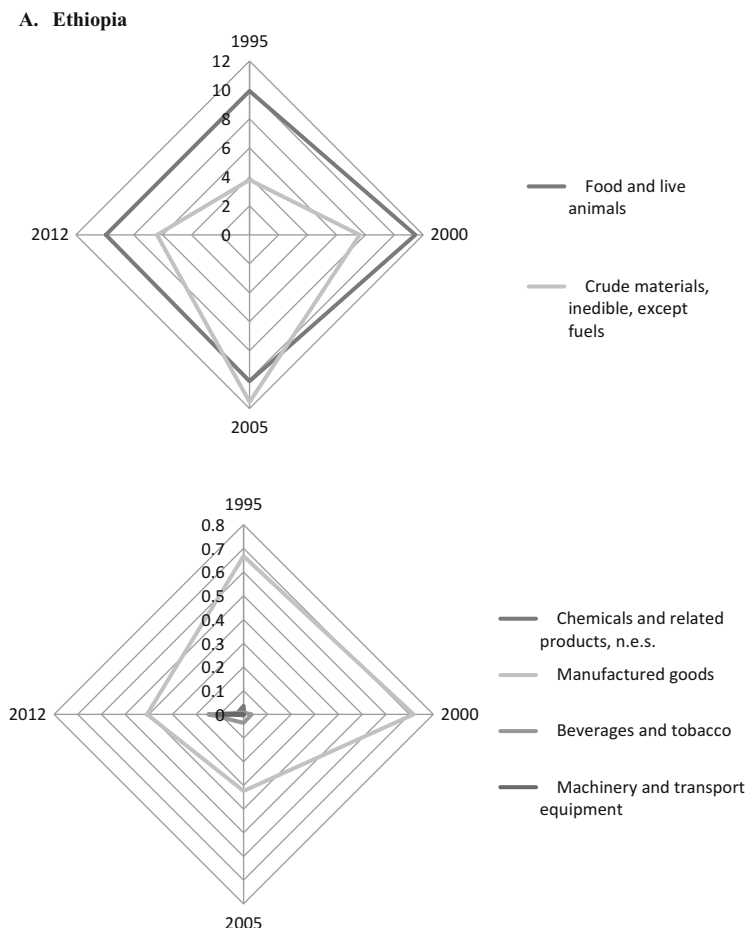 A. Ethiopia
1995
12
10
8
6
4
2
0
2012
2000
2005
Food and live
animals
Crude materials,
inedible, except
fuels
1995
0.8
0.7
0.6
0.5
0.4
0.3
0.2
0.1
0
2012
2000
2005
Chemicals and related
products, n.e.s.
Manufactured goods
Beverages and tobacco
Machinery and transport
equipment